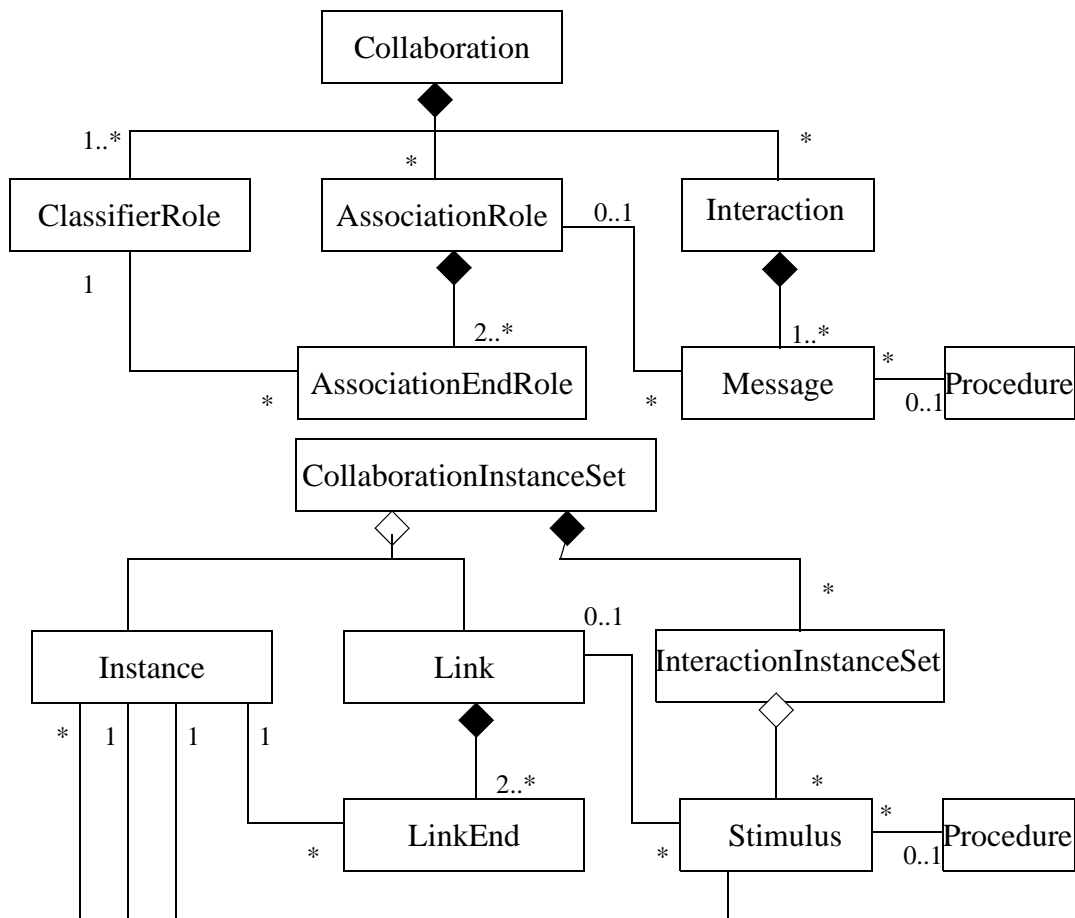 Collaboration
1..*
*
*
ClassifierRole
AssociationRole
0..1
Interaction
1
2..*
1..*
*
AssociationEndRole
Message
Procedure
*
*
0..1
CollaborationInstanceSet
*
0..1
Instance
Link
InteractionInstanceSet
*
1
1
1
2..*
*
*
LinkEnd
Stimulus
Procedure
*
*
0..1